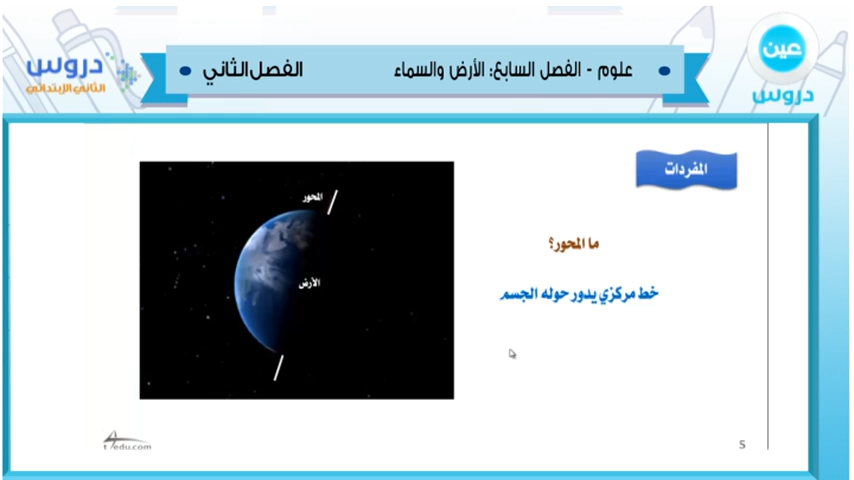 عين
دروس
علوم - الفصل السابع: الأرض والسماء
الفصل الثاني
دروس
الثاني الإبتدائي
المفردات
ما المحور؟
خط مركزي يدور حوله الجسم
المحور
الأرض
t4edu.com
5